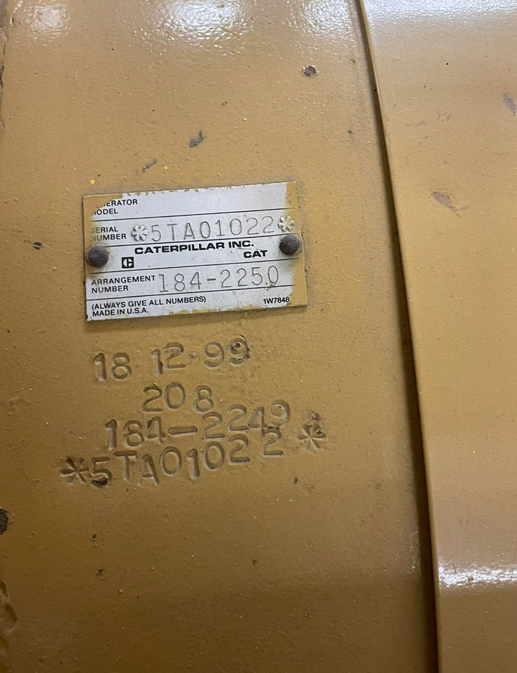 MODEL
SERIAL
NUMBER *5TA01022*
CATERPILLAR INC.
C CAT
ARRANGEMENT
NUMBER 184-2250
(ALWAYS GIVE ALL NUMBERS) 1W7848
MADE IN U.S.A.
18 12·99
208
184-2249
*5TA01022*